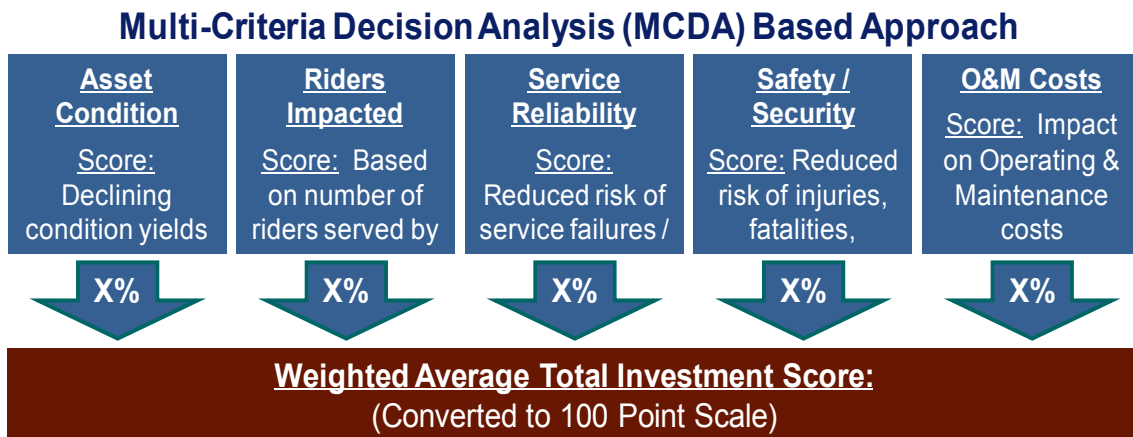 Multi-Criteria Decision Analysis (MCDA) Based Approach
Asset
Condition
Score:
Declining
condition yields
Riders
Impacted
Score: Based
on number of
riders served by
Service
Reliability
Score:
Reduced risk of
service failures /
Safety /
Security
Score: Reduced
risk of injuries,
fatalities,
O&M Costs
Score: Impact
on Operating &
Maintenance
costs
X%
X%
X%
X%
X%
Weighted Average Total Investment Score:
(Converted to 100 Point Scale)